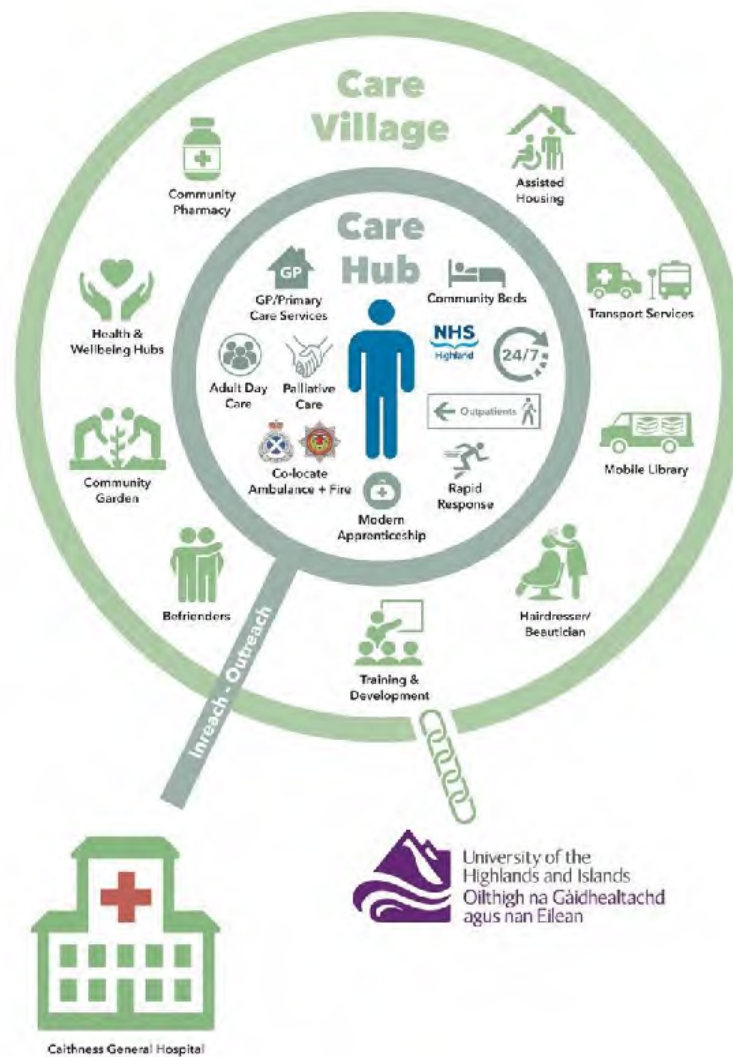 Care
Village
Community
Pharmacy
Assisted
Housing
Care
Hub
GP
GP/Primary
Care Services
Community Beds
Health &
Wellbeing Hubs
Transport Services
NHS
Highland
24/7
Adult Day
Care
Palliative
Care
Outpatients
Co-locate
Ambulance + Fire
Rapid
Response
Community
Garden
Mobile Library
Modern
Apprenticeship
Befrienders
Hairdresser/
Beautician
Training &
Development
Inreach - Outreach
University of the
Highlands and Islands
Oilthigh na Gàidhealtachd
agus nan Eilean
Caithness General Hospital